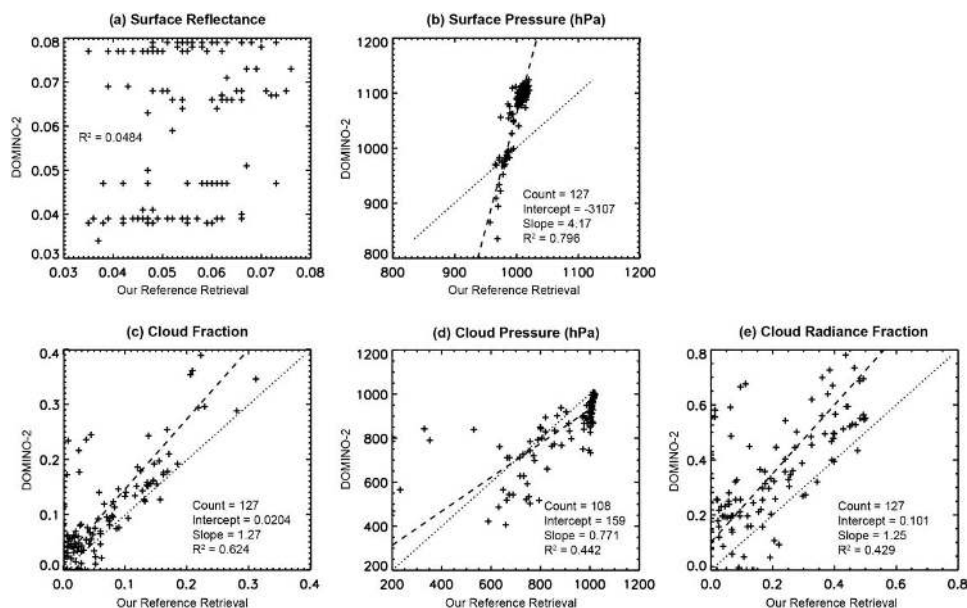 (a) Surface Reflectance
0.08
0.07
0.06
0.05
0.04
0.03
DOMINO-2
R² = 0.0484
0.03 0.04 0.05 0.06 0.07 0.08
Our Reference Retrieval
(b) Surface Pressure (hPa)
1200
1100
1000
900
800
DOMINO-2
Count = 127
Intercept = -3107
Slope = 4.17
R² = 0.796
800 900 1000 1100 1200
Our Reference Retrieval
(c) Cloud Fraction
0.4
0.3
0.2
0.1
0.0
DOMINO-2
Count = 127
Intercept = 0.0204
Slope = 1.27
R² = 0.624
0.0 0.1 0.2 0.3 0.4
Our Reference Retrieval
(d) Cloud Pressure (hPa)
1200
1000
800
600
400
200
DOMINO-2
Count = 108
Intercept = 159
Slope = 0.771
R² = 0.442
200 400 600 800 1000 1200
Our Reference Retrieval
(e) Cloud Radiance Fraction
0.8
0.6
0.4
0.2
0.0
DOMINO-2
Count = 127
Intercept = 0.101
Slope = 1.25
R² = 0.429
0.0 0.2 0.4 0.6 0.8
Our Reference Retrieval